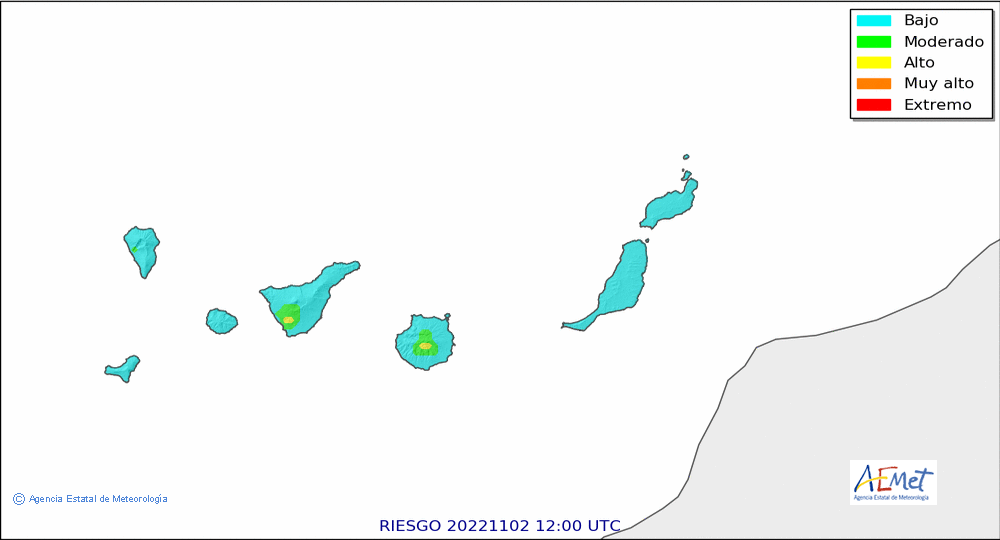 Bajo
Moderado
Alto
Muy alto
Extremo
AEMet
Agencia Estatal de Meteorología
© Agencia Estatal de Meteorología
RIESGO 20221102 12:00 UTC